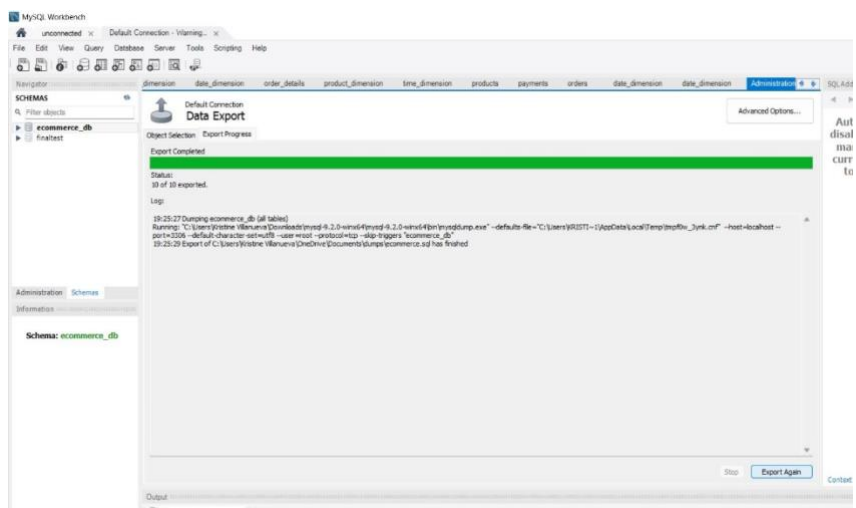 MySQL Workbench
unconnected × Default Connection - Warning... ×
File Edit View Query Database Server Tools Scripting Help
Navigator
dimension date_dimension order_details product_dimension time_dimension products payments orders date_dimension date_dimension Administration
SQLAdd
SCHEMAS
Filter objects
ecommerce_db
finaltest
Default Connection
Data Export
Advanced Options...
Object Selection Export Progress
Export Completed
Status:
10 of 10 exported.
Log:
19:25:27 Dumping ecommerce_db (all tables)
Running: "C:\Users\Kristine Villanueva\Downloads\mysql-9.2.0-winx64\mysql-9.2.0-winx64\bin\mysqldump.exe" --defaults-file="C:\Users\KRISTI~1\AppData\Local\Temp\ --host=localhost --
port=3306 --default-character-set=utf8 --user=root --protocol=tcp --skip-triggers "ecommerce_db"
19:25:29 Export of C:\Users\Kristine Villanueva\OneDrive\Documents\dumps\ecommerce.sql has finished
Aut
disal
ma
curr
to
Administration Schemas
Information
Schema: ecommerce_db
Stop Export Again
Context
Output